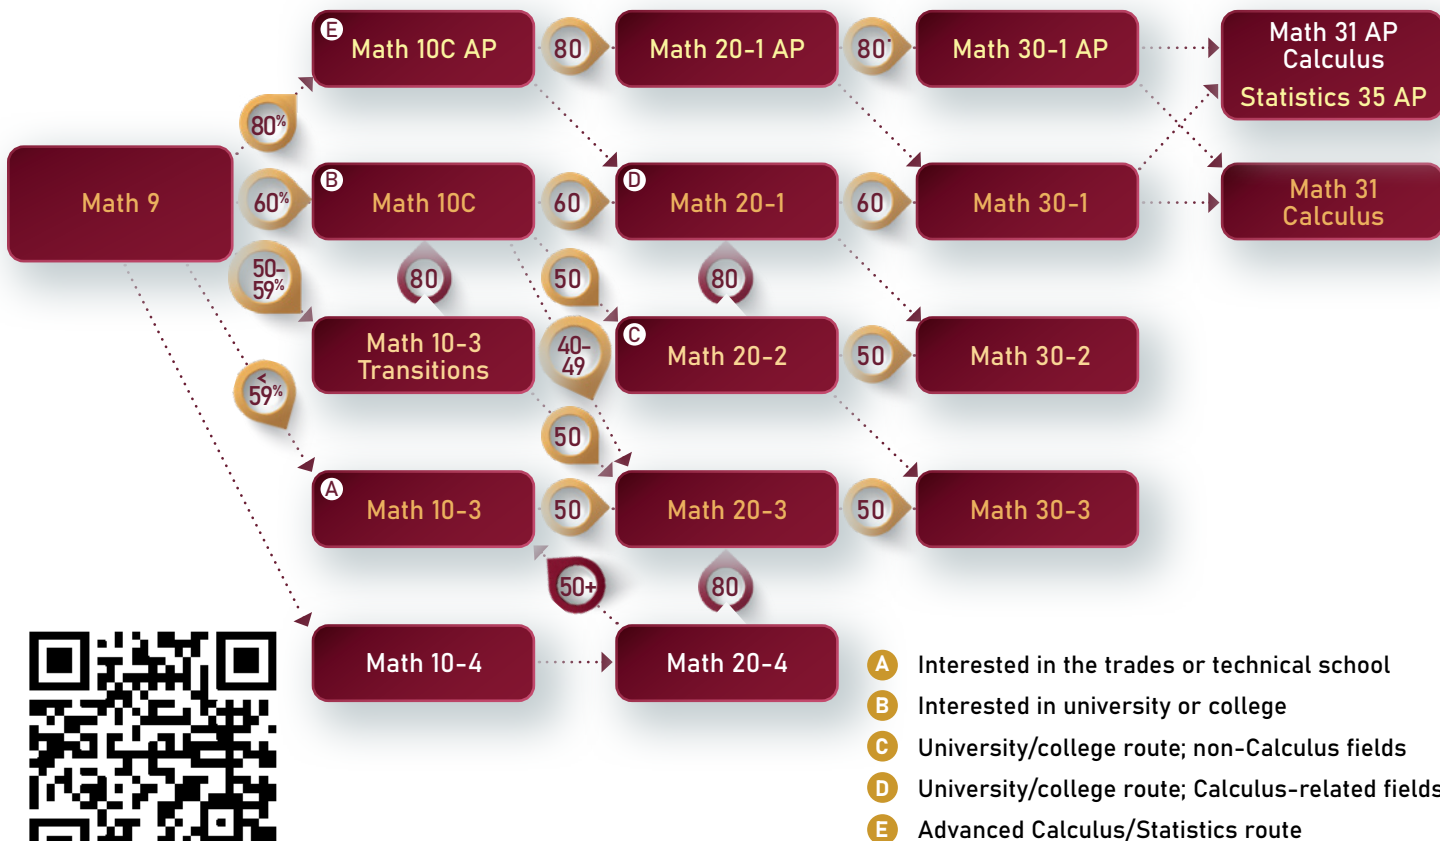 E
Math 10C AP
80
Math 20-1 AP
80
Math 30-1 AP
Math 31 AP
Calculus
Statistics 35 AP
80%
Math 9
60%
B
Math 10C
60
D
Math 20-1
60
Math 30-1
Math 31
Calculus
50-
59%
80
50
80
Math 10-3
Transitions
40-
49
C
Math 20-2
50
Math 30-2
<
59%
50
A
Math 10-3
50
Math 20-3
50
Math 30-3
50+
80
Math 10-4
Math 20-4
A Interested in the trades or technical school
B Interested in university or college
C University/college route; non-Calculus fields
D University/college route; Calculus-related fields
E Advanced Calculus/Statistics route